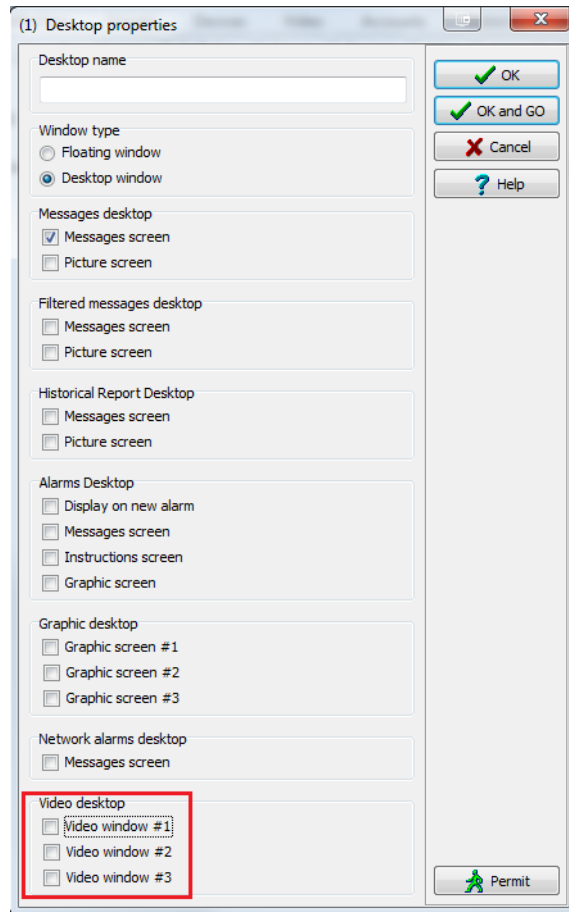 (1) Desktop properties
Desktop name
Window type
Floating window
Desktop window
Messages desktop
Messages screen
Picture screen
Filtered messages desktop
Messages screen
Picture screen
Historical Report Desktop
Messages screen
Picture screen
Alarms Desktop
Display on new alarm
Messages screen
Instructions screen
Graphic screen
Graphic desktop
Graphic screen #1
Graphic screen #2
Graphic screen #3
Network alarms desktop
Messages screen
Video desktop
Video window #1
Video window #2
Video window #3
OK
OK and GO
Cancel
Help
Permit